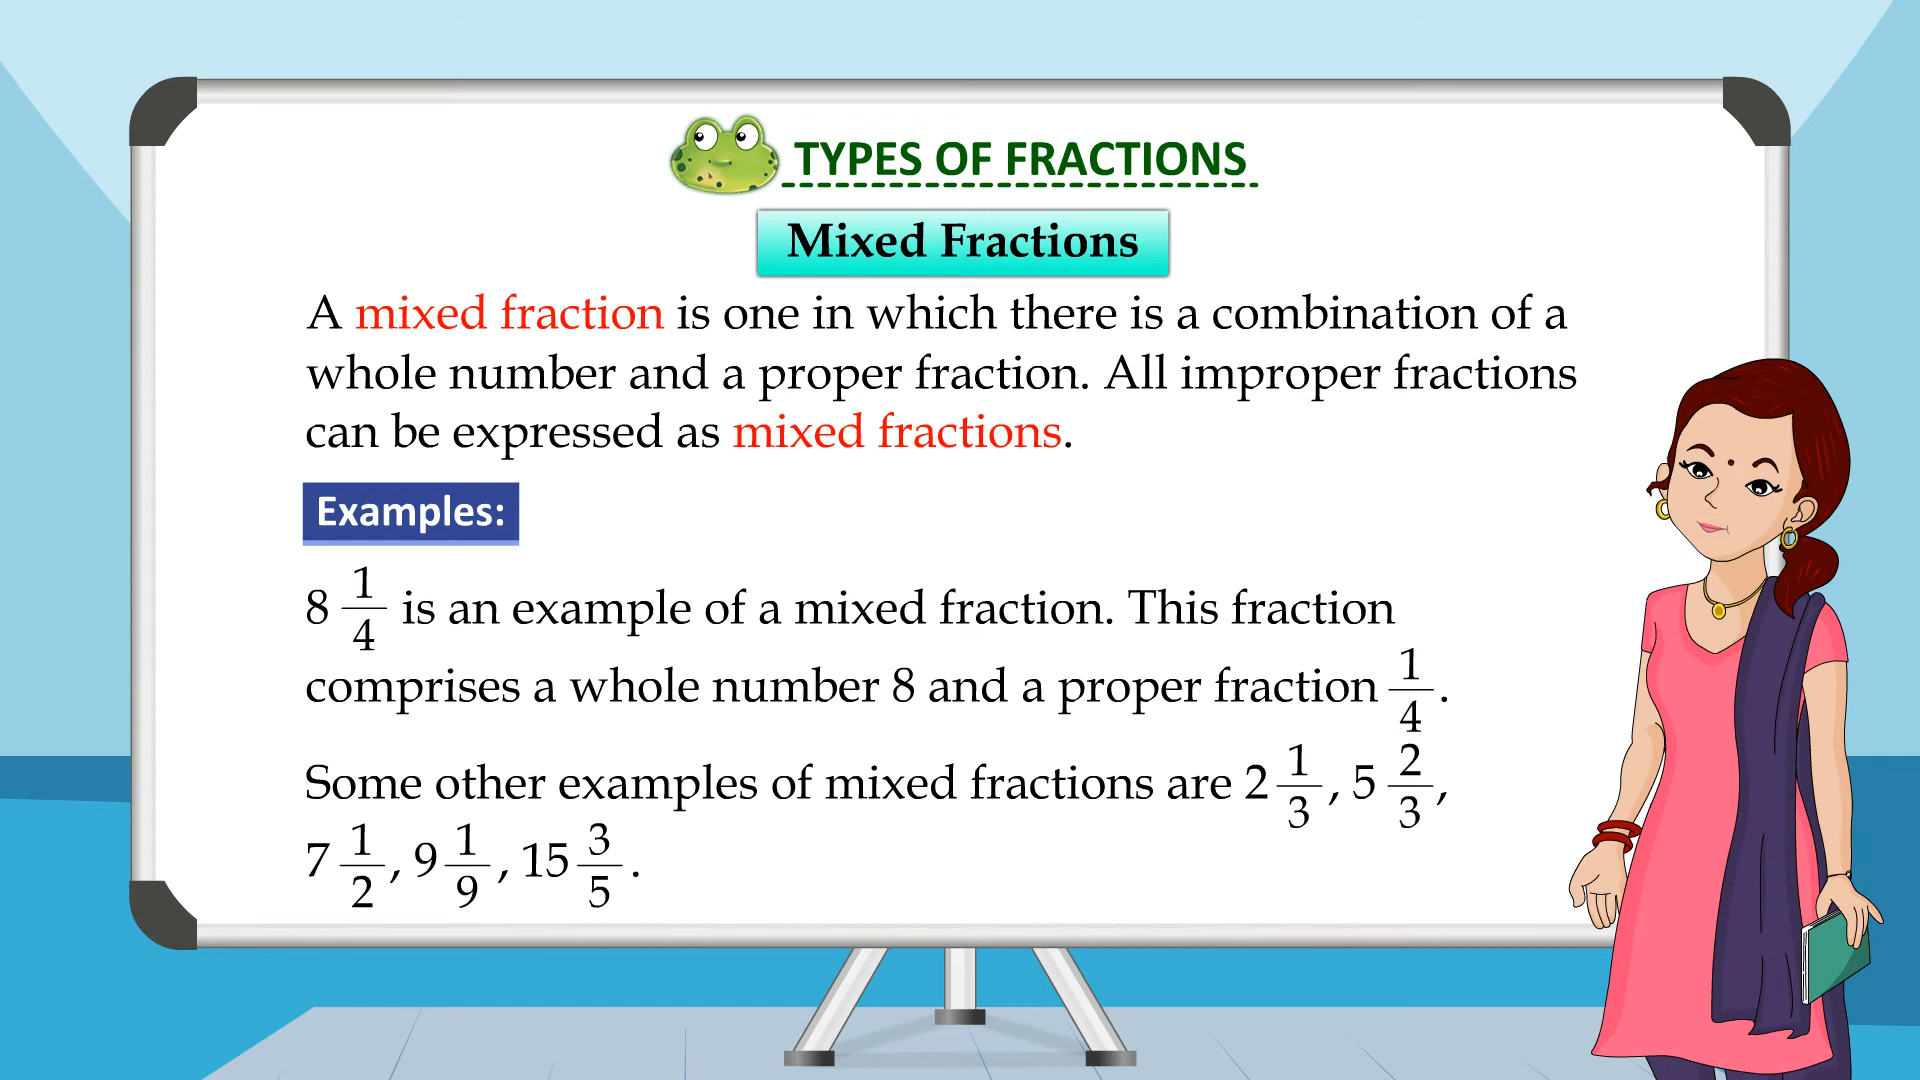 TYPES OF FRACTIONS
Mixed Fractions
A mixed fraction is one in which there is a combination of a
whole number and a proper fraction. All improper fractions
can be expressed as mixed fractions.
Examples:
8 1/4 is an example of a mixed fraction. This fraction
comprises a whole number 8 and a proper fraction 1/4.
Some other examples of mixed fractions are 2 1/3, 5 2/3,
7 1/2, 9 1/9, 15 3/5.